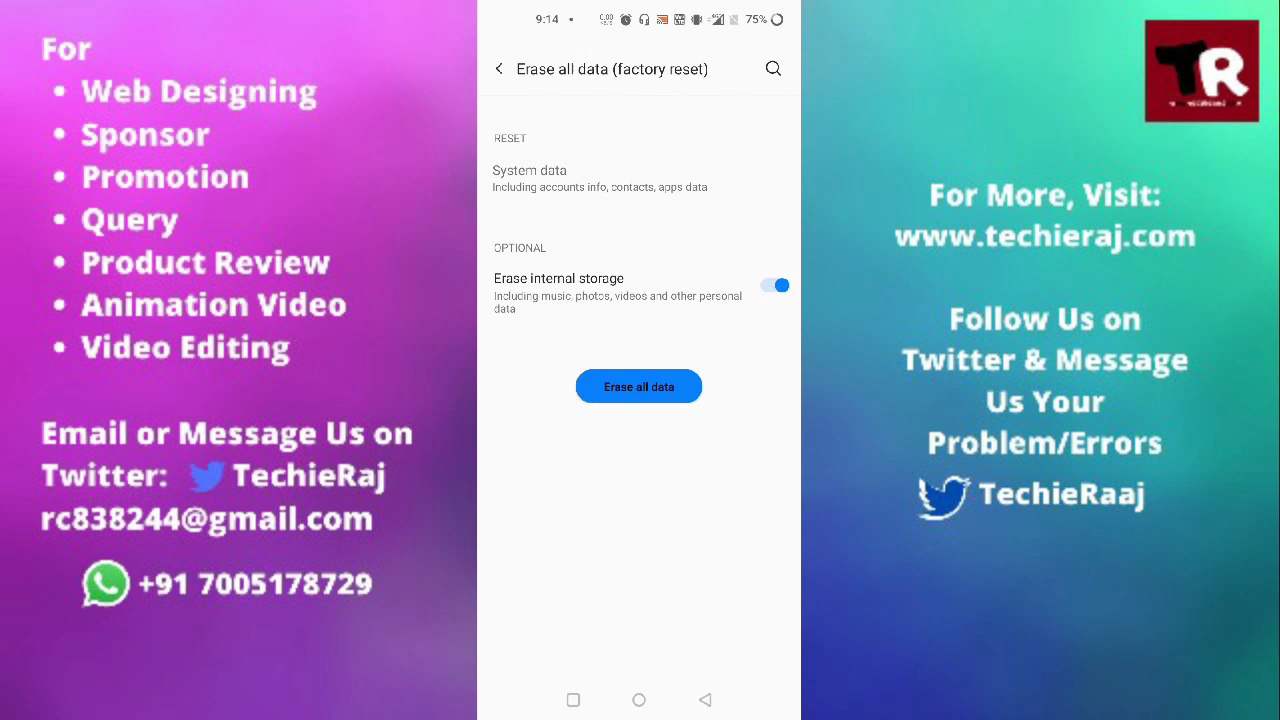 For
• Web Designing
• Sponsor
• Promotion
• Query
• Product Review
• Animation Video
• Video Editing
Email or Message Us on
Twitter: TechieRaj
rc838244@gmail.com
+91 7005178729
9:14
75%
Erase all data (factory reset)
RESET
System data
Including accounts info, contacts, apps data
OPTIONAL
Erase internal storage
Including music, photos, videos and other personal
data
Erase all data
TR
For More, Visit:
www.techieraj.com
Follow Us on
Twitter & Message
Us Your
Problem/Errors
TechieRaaj